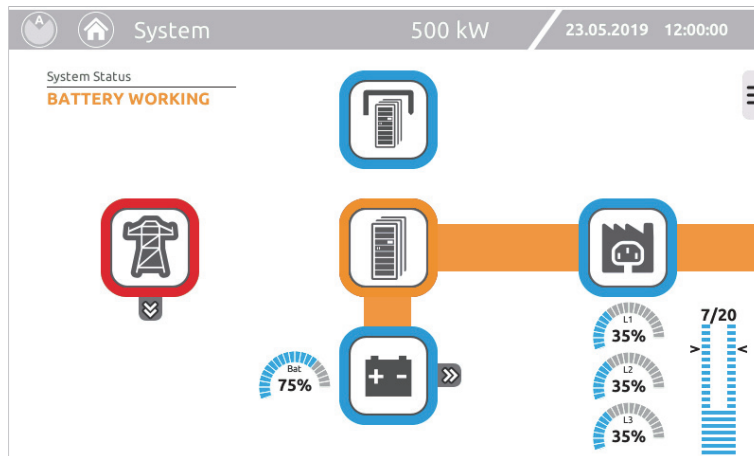 A System 500 kW 23.05.2019 12:00:00
System Status
BATTERY WORKING
L1
35%
7/20
Bat
75%
L2
35%
L3
35%